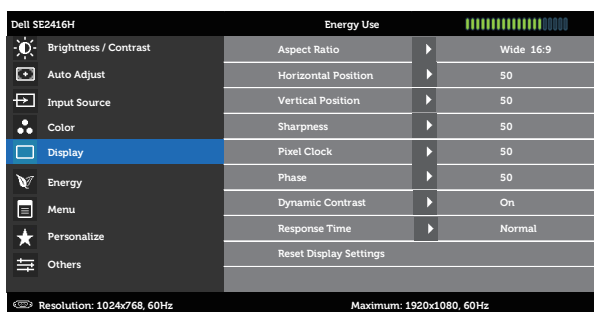 Dell SE2416H Energy Use
Brightness / Contrast Aspect Ratio Wide 16:9
Auto Adjust Horizontal Position 50
Input Source Vertical Position 50
Color Sharpness 50
Display Pixel Clock 50
Energy Phase 50
Menu Dynamic Contrast On
Personalize Response Time Normal
Others Reset Display Settings
Resolution: 1024x768, 60Hz Maximum: 1920x1080, 60Hz